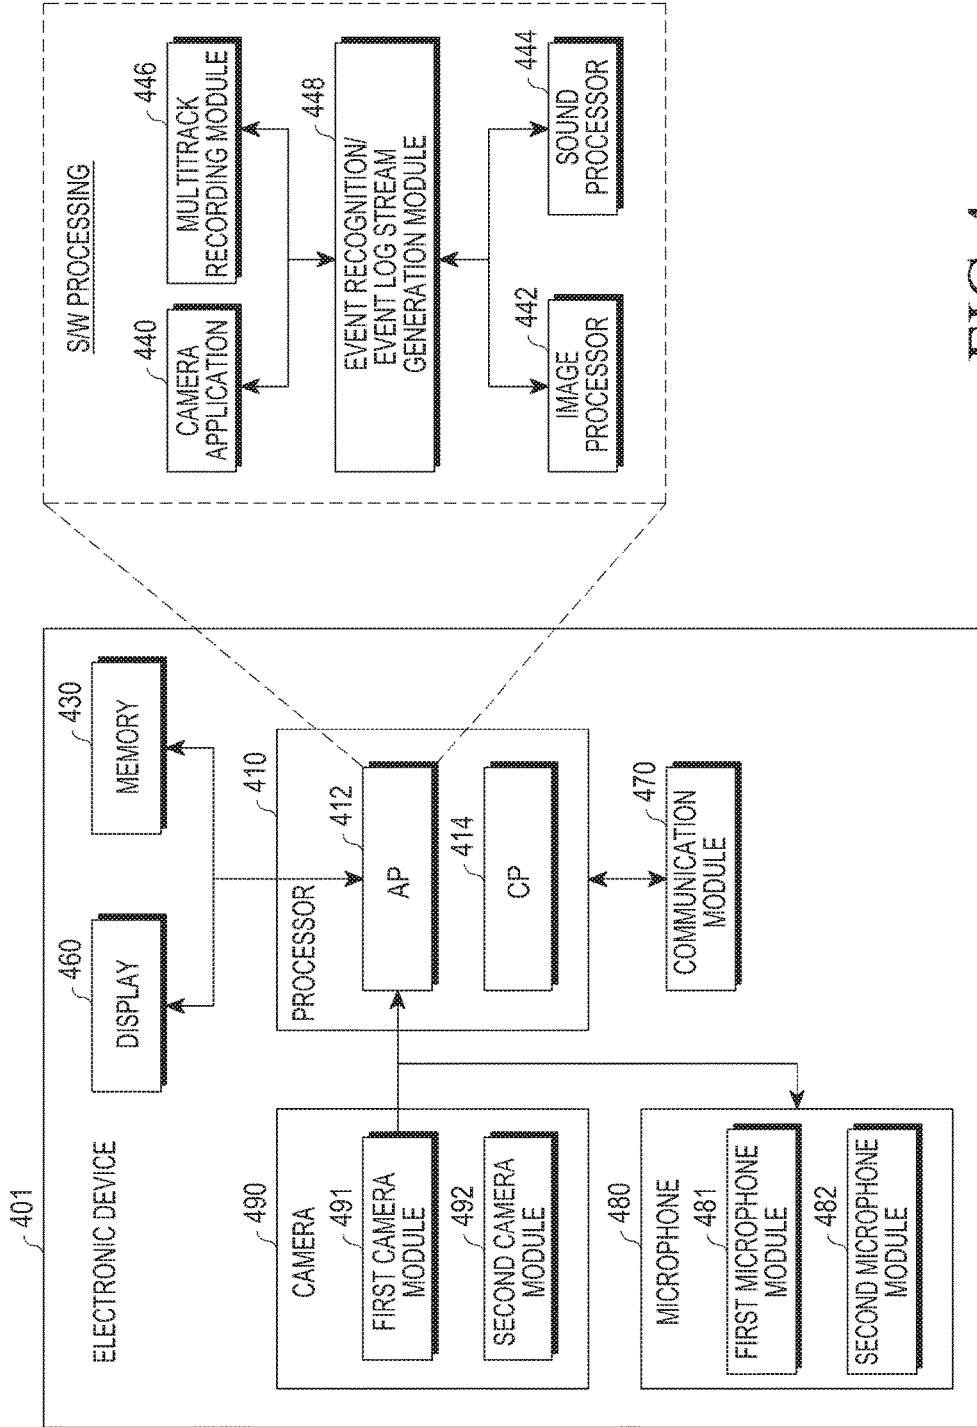 401
ELECTRONIC DEVICE
460
DISPLAY
430
MEMORY
490
CAMERA
491
FIRST CAMERA
MODULE
492
SECOND CAMERA
MODULE
410
PROCESSOR
412
AP
414
CP
480
MICROPHONE
481
FIRST MICROPHONE
MODULE
482
SECOND MICROPHONE
MODULE
470
COMMUNICATION
MODULE
S/W PROCESSING
440
CAMERA
APPLICATION
446
MULTITRACK
RECORDING MODULE
448
EVENT RECOGNITION/
EVENT LOG STREAM
GENERATION MODULE
442
IMAGE
PROCESSOR
444
SOUND
PROCESSOR